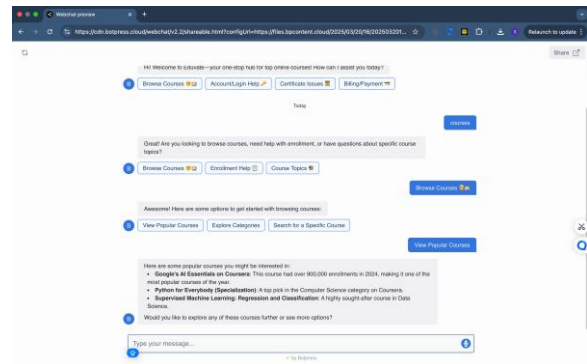 Webchat preview
https://cdn.botpress.cloud/webchat/v2.2/shareable.html?configUrl=https://files.bpcontent.cloud/2025/03/20/16/202503201...
Relaunch to update
Share
Hi! Welcome to Eduvate—your one-stop hub for top online courses! How can I assist you today?
Browse Courses Account/Login Help Certificate Issues Billing/Payment
Today
courses
Great! Are you looking to browse courses, need help with enrollment, or have questions about specific course
topics?
Browse Courses Enrollment Help Course Topics
Browse Courses
Awesome! Here are some options to get started with browsing courses:
View Popular Courses Explore Categories Search for a Specific Course
View Popular Courses
Here are some popular courses you might be interested in:
• Google's AI Essentials on Coursera: This course had over 900,000 enrollments in 2024, making it one of the
most popular courses of the year.
• Python for Everybody (Specialization): A top pick in the Computer Science category on Coursera.
• Supervised Machine Learning: Regression and Classification: A highly sought-after course in Data
Science.
Would you like to explore any of these courses further or see more options?
Type your message...
by Botpress